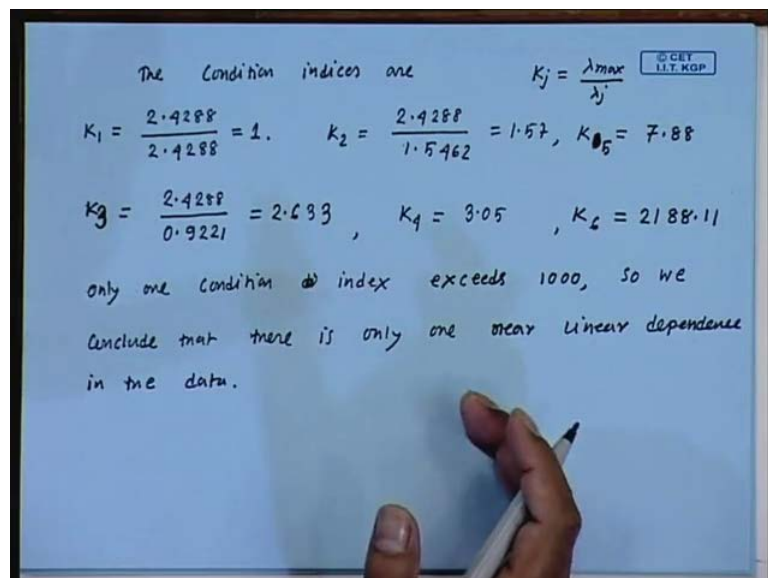 The Condition indices are Kj = λmax / λj
© CET
I.I.T. KGP
K1 = 2.4288 / 2.4288 = 1. K2 = 2.4288 / 1.5462 = 1.57, K5 = 7.88
K3 = 2.4288 / 0.9221 = 2.633, K4 = 3.05, K6 = 2188.11
only one condition index exceeds 1000, so we
conclude that there is only one near linear dependence
in the data.